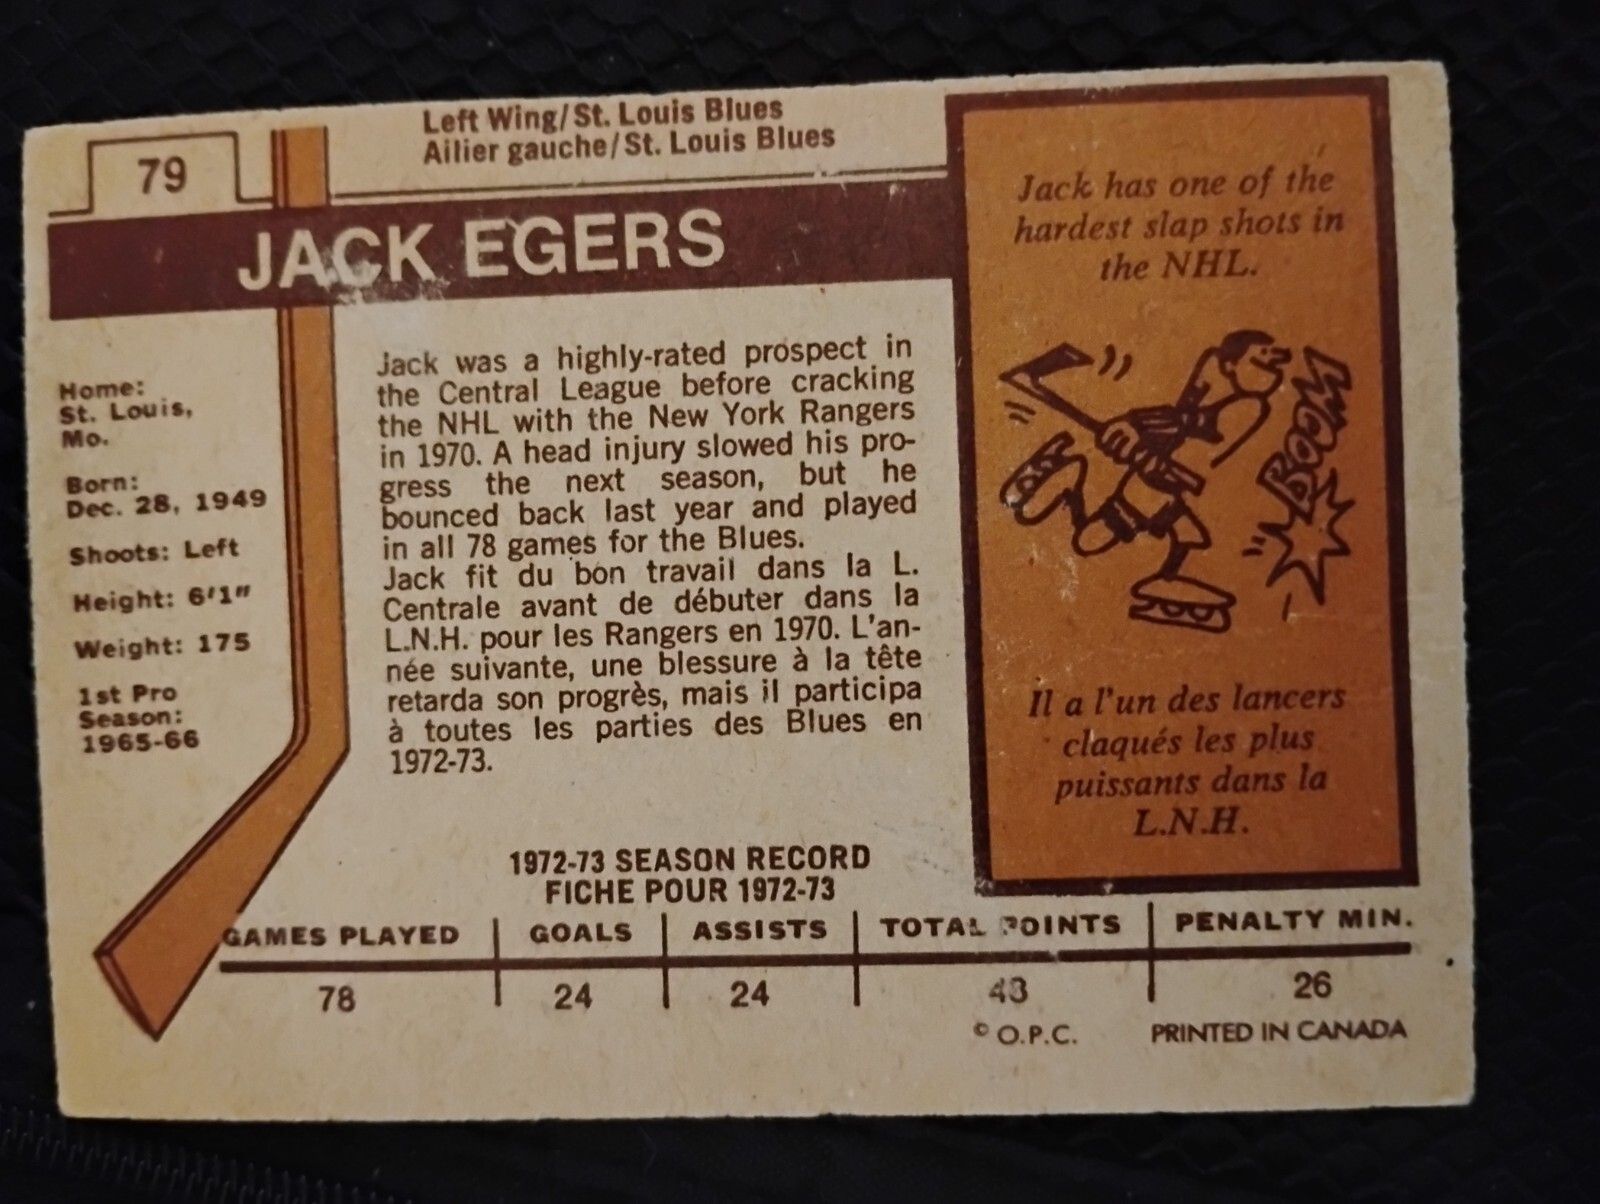 79
Left Wing/St. Louis Blues
Ailier gauche/St. Louis Blues
JACK EGERS
Home:
St. Louis,
Mo.
Born:
Dec. 28, 1949
Shoots: Left
Height: 6'1"
Weight: 175
1st Pro
Season:
1965-66
Jack was a highly-rated prospect in
the Central League before cracking
the NHL with the New York Rangers
in 1970. A head injury slowed his pro-
gress the next season, but he
bounced back last year and played
in all 78 games for the Blues.
Jack fit du bon travail dans la L.
Centrale avant de débuter dans la
L.N.H. pour les Rangers en 1970. L'an-
née suivante, une blessure à la tête
retarda son progrès, mais il participa
à toutes les parties des Blues en
1972-73.
Jack has one of the
hardest slap shots in
the NHL.
Il a l'un des lancers
claqués les plus
puissants dans la
L.N.H.
1972-73 SEASON RECORD
FICHE POUR 1972-73
GAMES PLAYED GOALS ASSISTS TOTAL POINTS PENALTY MIN.
78 24 24 48 26
© O.P.C. PRINTED IN CANADA